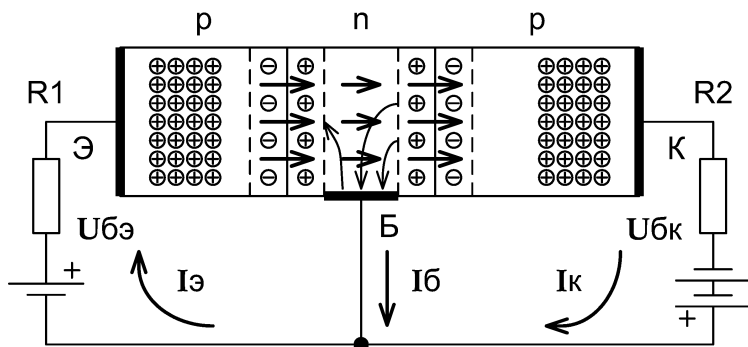 p n p
R1 R2
Э К
Uбэ Б Uбк
+ Iэ Iб Iк
+